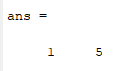 ans =
1 5